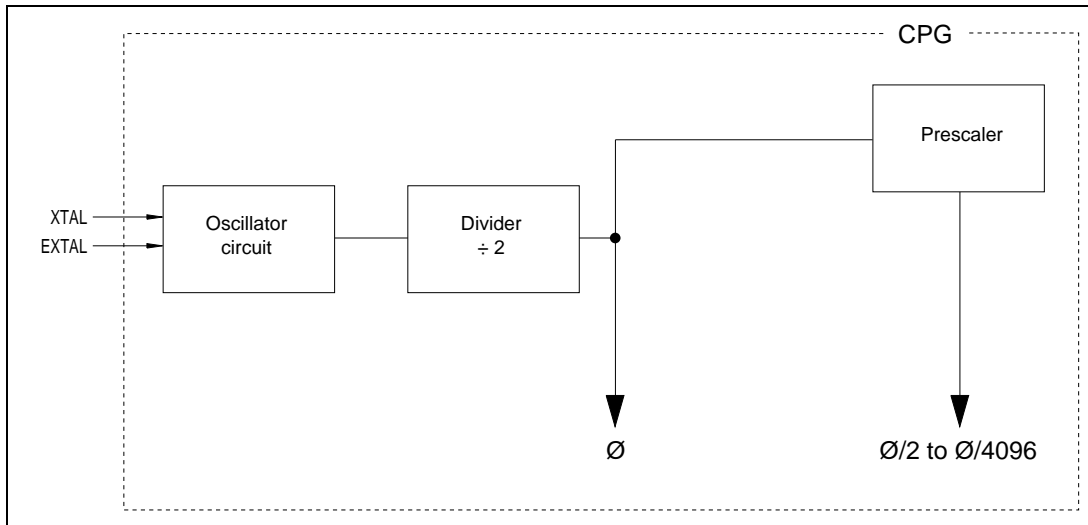 CPG
Prescaler
XTAL
EXTAL
Oscillator
circuit
Divider
÷ 2
Ø
Ø/2 to Ø/4096